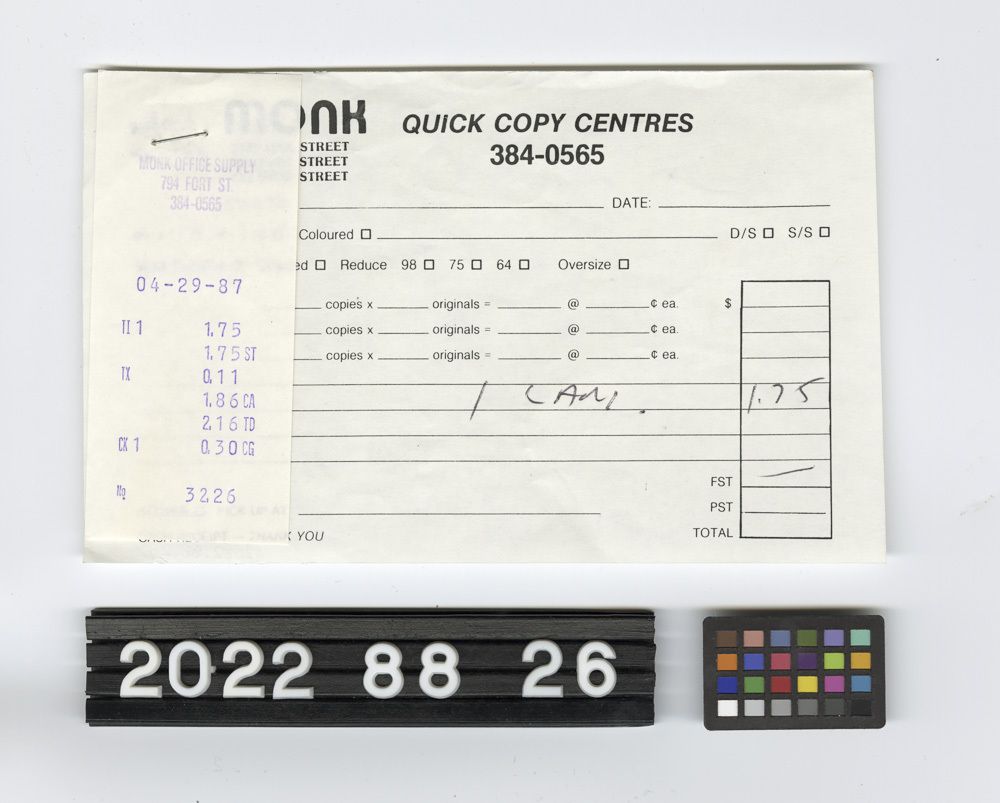 MONK QUICK COPY CENTRES
STREET 384-0565
STREET
STREET
DATE:
Coloured D/S S/S
ed Reduce 98 75 64 Oversize
copies x originals = @ ¢ ea. $
copies x originals = @ ¢ ea.
copies x originals = @ ¢ ea.
1 1.75
FST
PST
TOTAL
YOU
MONK OFFICE SUPPLY
794 FORT ST.
384-0565
04-29-87
TI 1 1.75
1.75 ST
TX 0.11
1.86 CA
2.16 TD
CK 1 0.30 CG
No 3226
2022 88 26